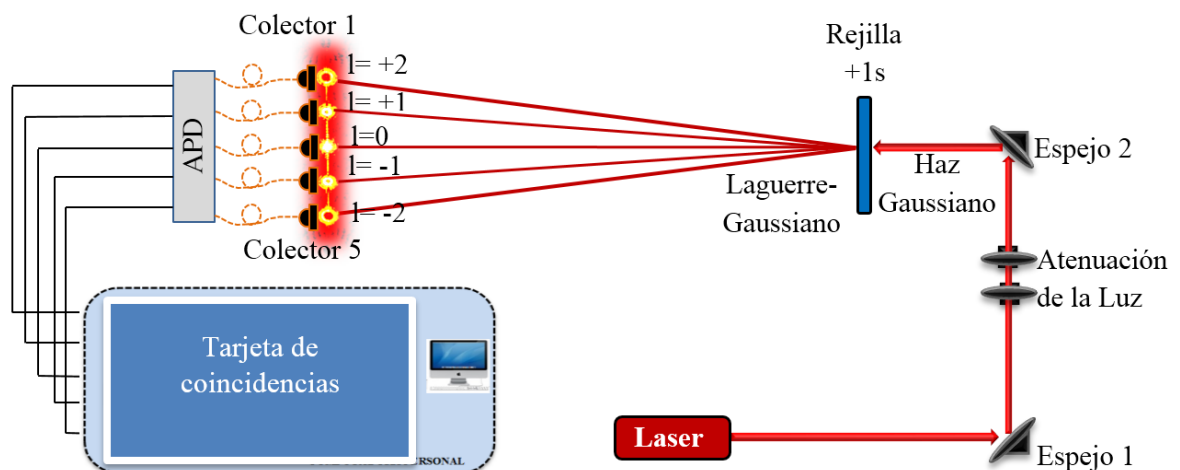 Colector 1
l= +2
l= +1
l=0
l= -1
l= -2
Colector 5
APD
Rejilla
+1s
Espejo 2
Haz
Gaussiano
Laguerre-
Gaussiano
Atenuación
de la Luz
Tarjeta de
coincidencias
Laser
Espejo 1